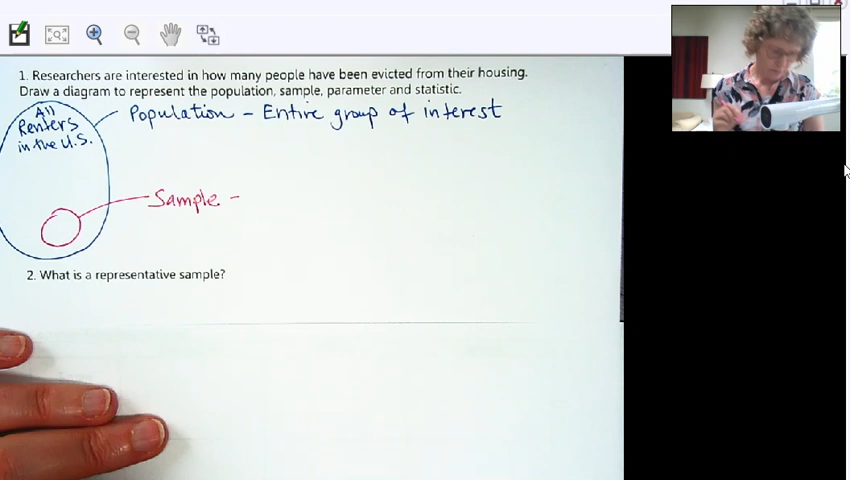 1. Researchers are interested in how many people have been evicted from their housing.
Draw a diagram to represent the population, sample, parameter and statistic.
All
Renters
in the U.S.
Population - Entire group of interest
Sample -
2. What is a representative sample?